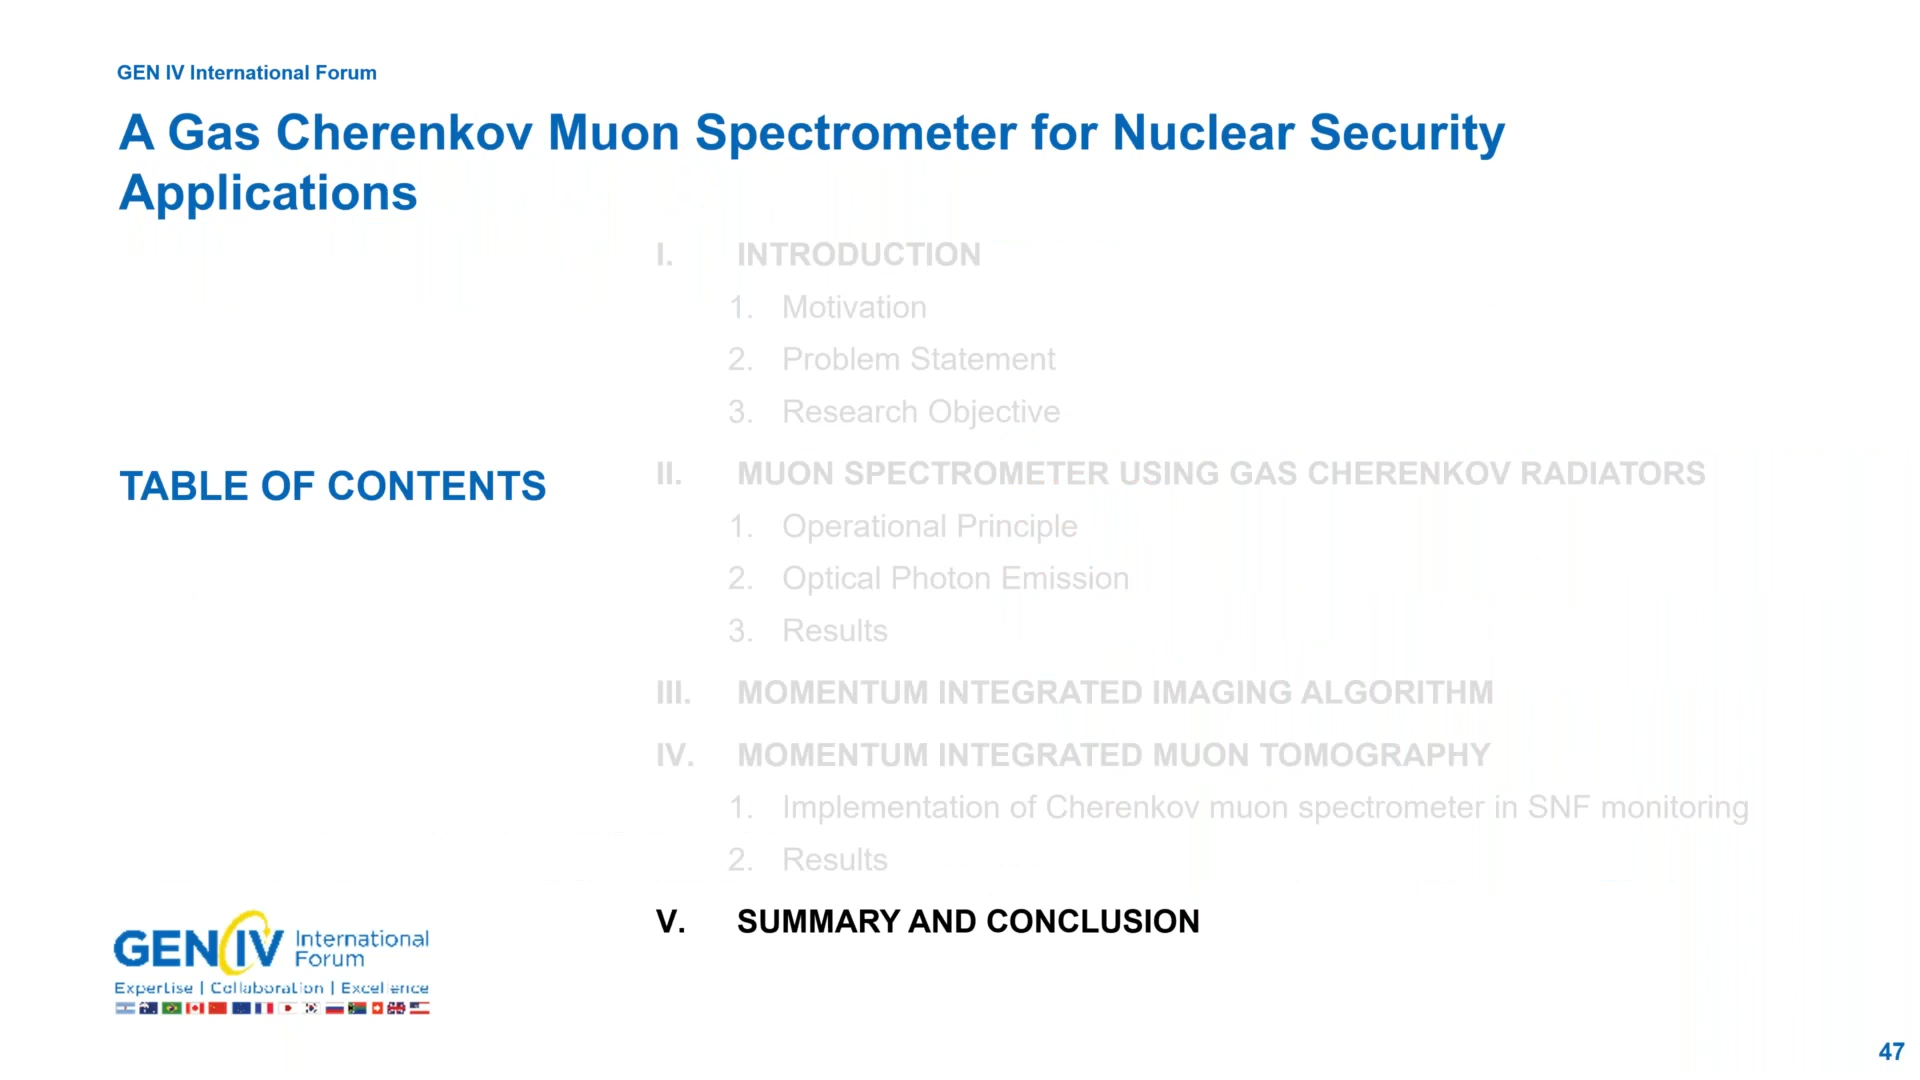 GEN IV International Forum
A Gas Cherenkov Muon Spectrometer for Nuclear Security
Applications
TABLE OF CONTENTS
I. INTRODUCTION
1. Motivation
2. Problem Statement
3. Research Objective
II. MUON SPECTROMETER USING GAS CHERENKOV RADIATORS
1. Operational Principle
2. Optical Photon Emission
3. Results
III. MOMENTUM INTEGRATED IMAGING ALGORITHM
IV. MOMENTUM INTEGRATED MUON TOMOGRAPHY
1. Implementation of Cherenkov muon spectrometer in SNF monitoring
2. Results
V. SUMMARY AND CONCLUSION
GEN IV International
Forum
Expertise | Collaboration | Excellence
47